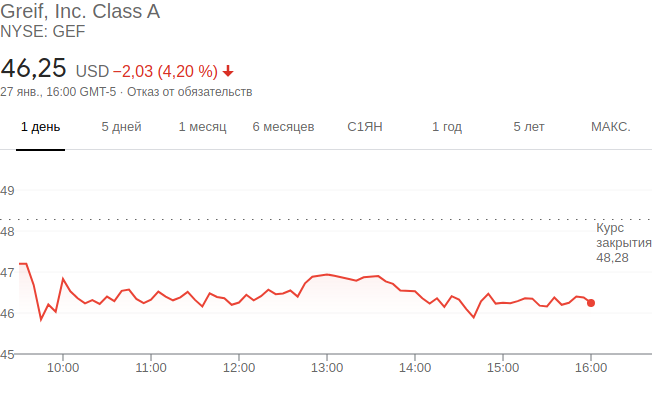 Greif, Inc. Class A
NYSE: GEF
46,25 USD −2,03 (4,20 %)
27 янв., 16:00 GMT-5 · Отказ от обязательств
1 день 5 дней 1 месяц 6 месяцев С1ЯН 1 год 5 лет МАКС.
49
48
47
46
45
Курс
закрытия
48,28
10:00 11:00 12:00 13:00 14:00 15:00 16:00